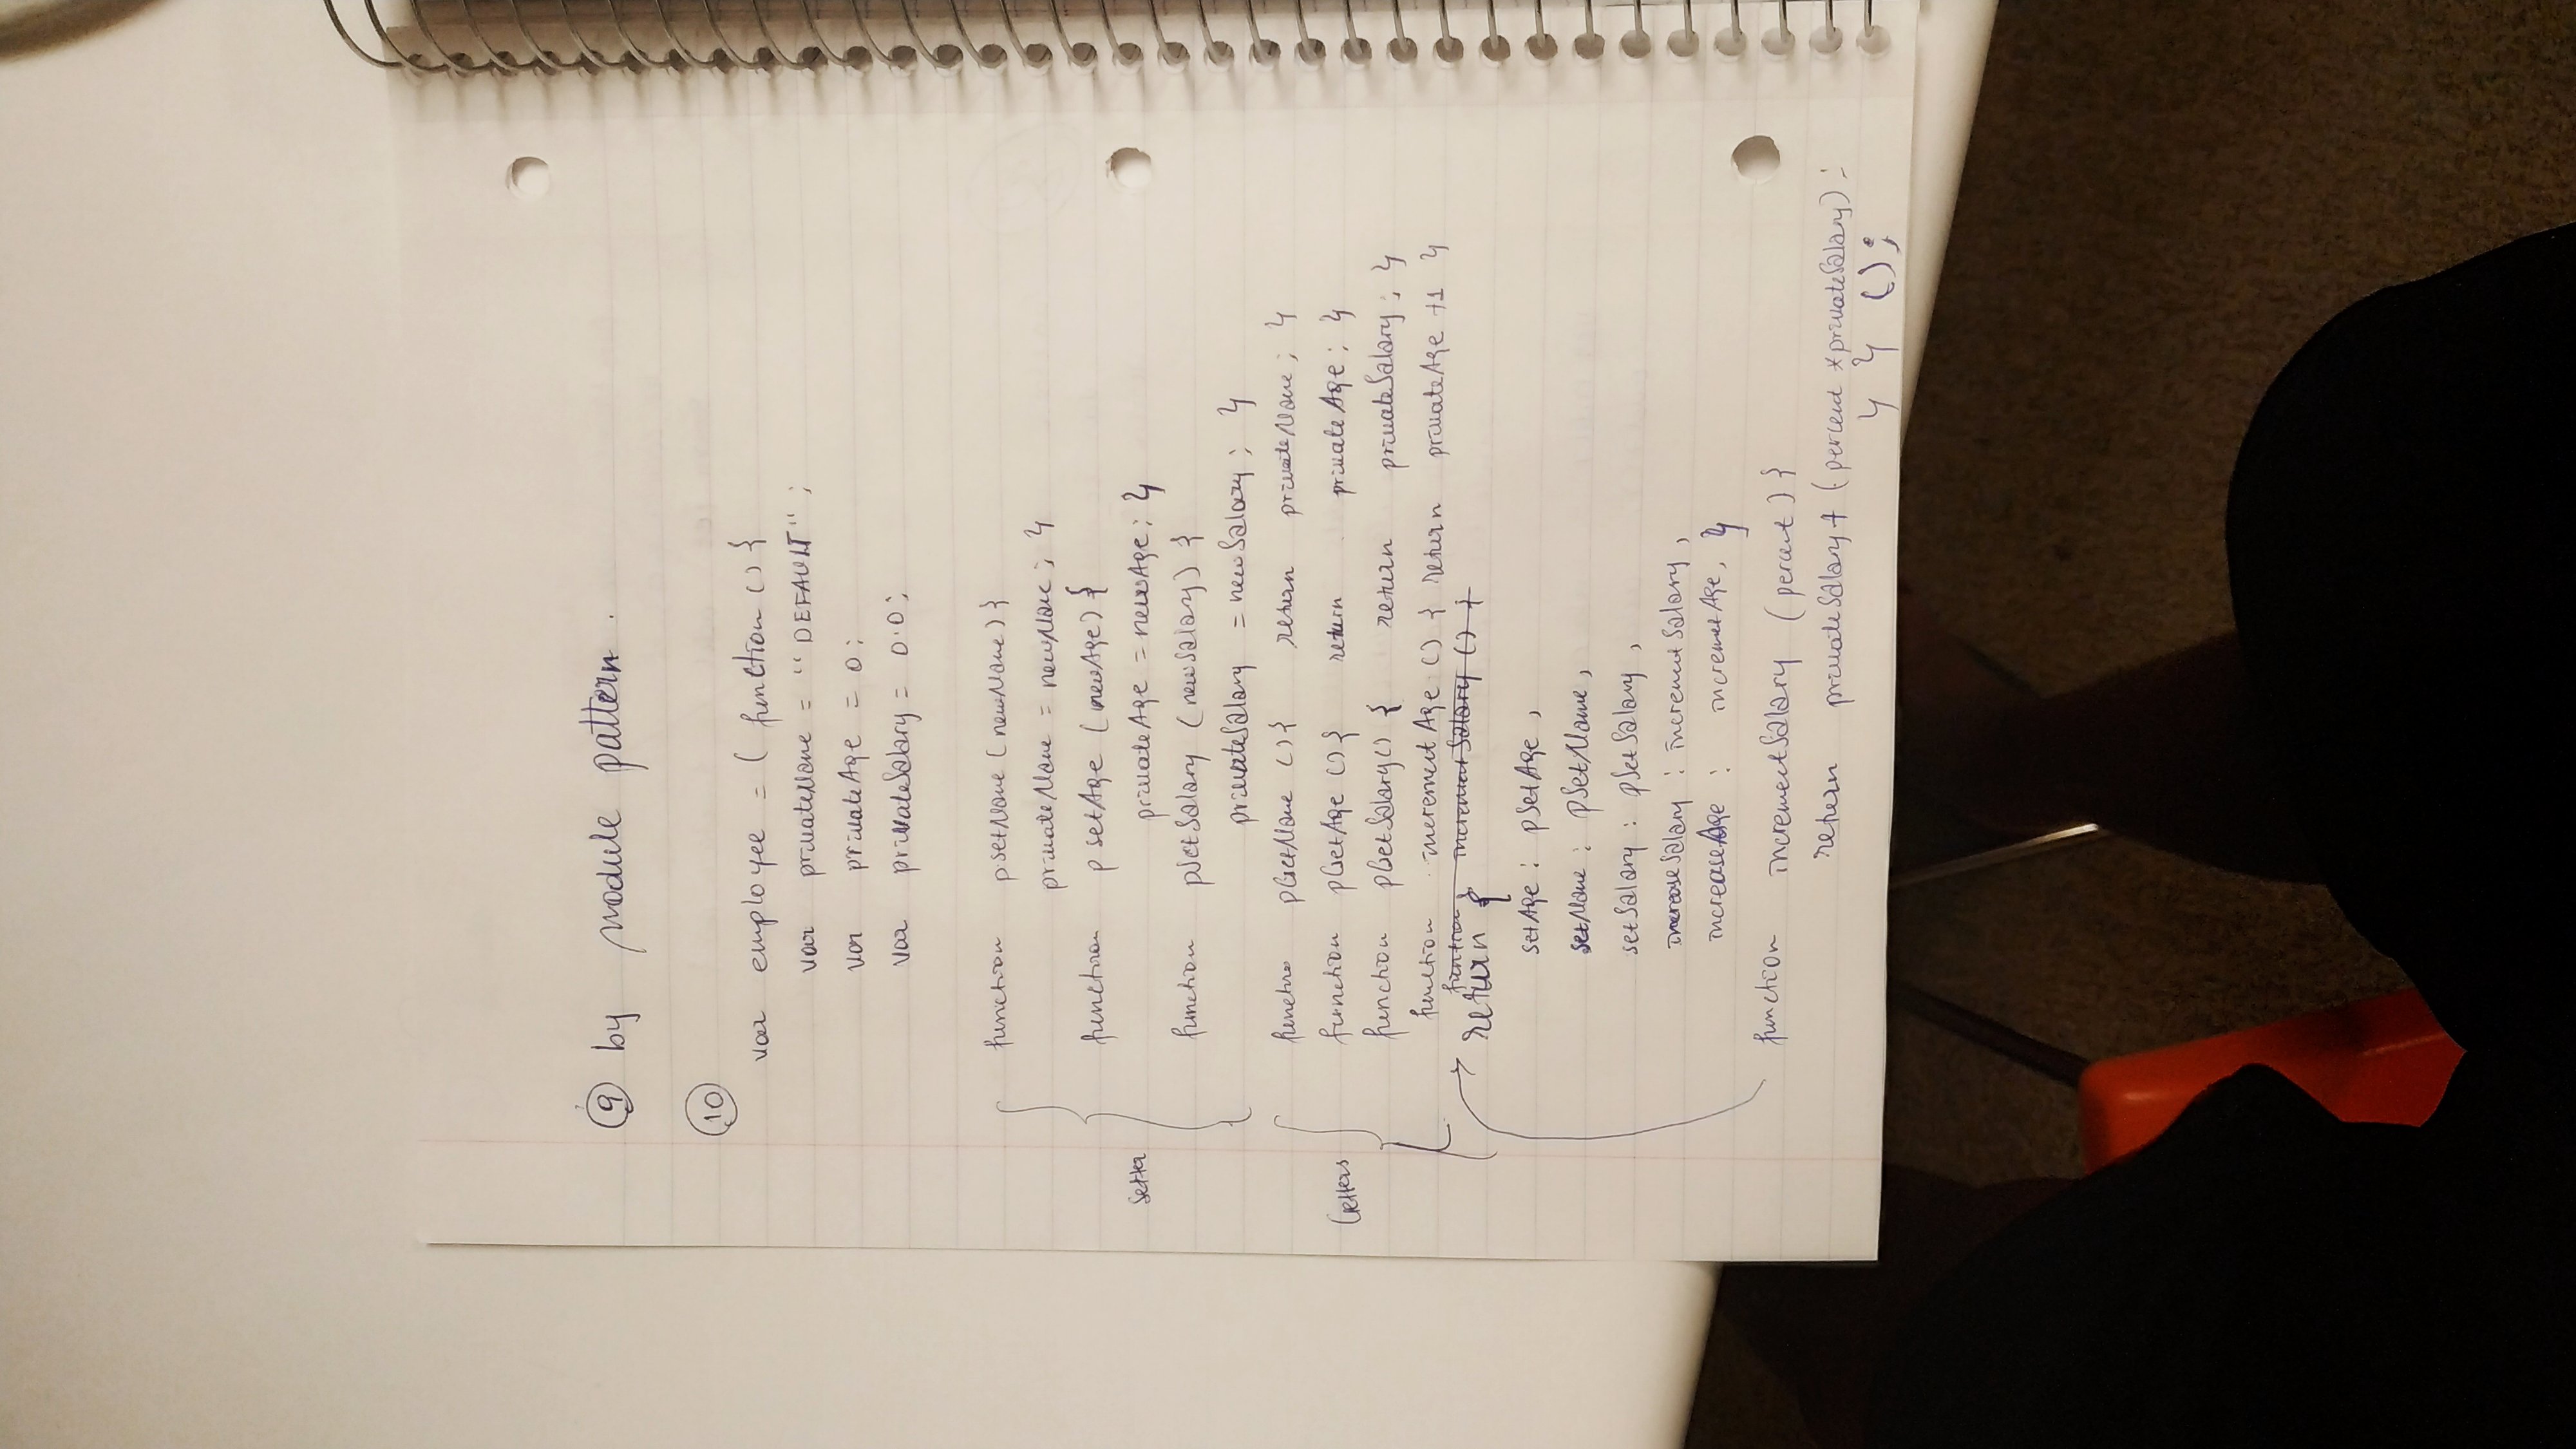 9 by module pattern.
10
var employee = ( function () {
var privateName = "DEFAULT" ;
var privateAge = 0;
var privateSalary = 0.0;
function pSetName (newName) {
privateName = newName; }
function pSetAge (newAge) {
privateAge = newAge; }
Setter
function pSetSalary (newSalary) {
privateSalary = newSalary; }
function pGetName () { return privateName; }
Getters
function pGetAge () { return privateAge; }
function pGetSalary() { return privateSalary; }
function incrementAge () { return privateAge +1 }
function incrementSalary () {
return {
setAge : pSetAge ,
setName : pSetName ,
setSalary : pSetSalary ,
increaseSalary : incrementSalary ,
increaseAge : incremetAge, }
function incrementSalary (percent) {
return privateSalary + (percent *privateSalary) ;
} } ();